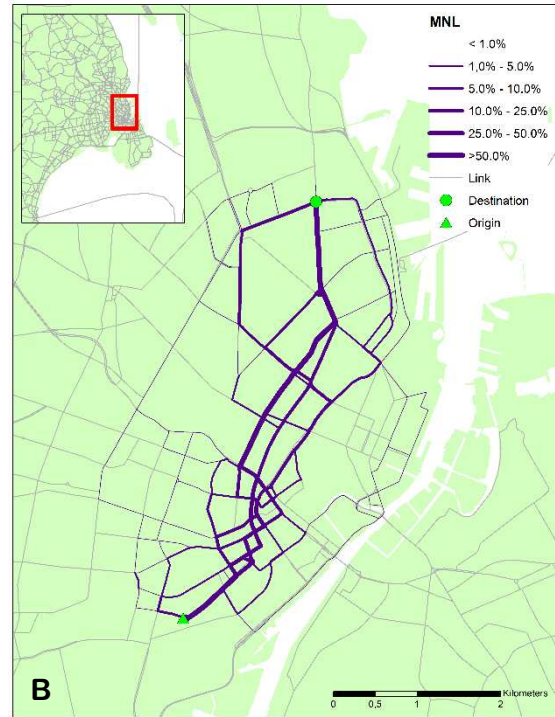 MNL
< 1.0%
1,0% - 5.0%
5.0% - 10.0%
10.0% - 25.0%
25.0% - 50.0%
>50.0%
Link
Destination
Origin
B
Kilometers
0 0,5 1 2